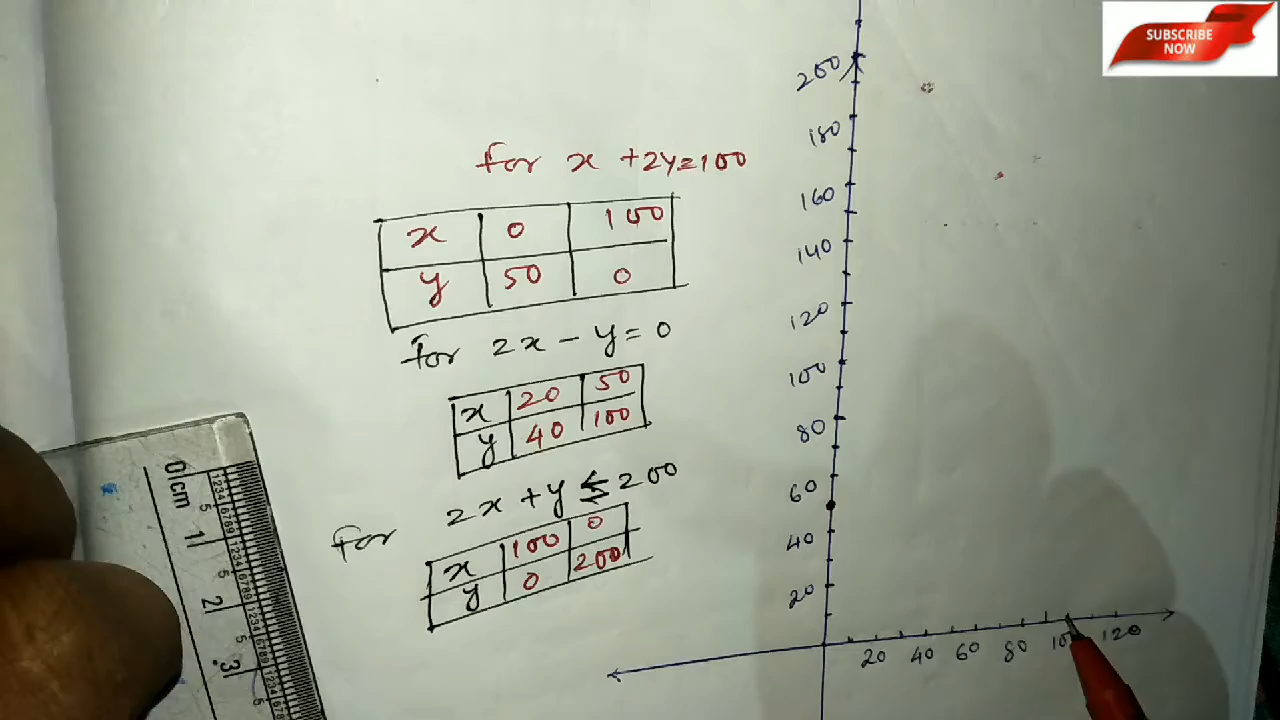 SUBSCRIBE
NOW
for x + 2y = 100
x 0 100
y 50 0
for 2x - y = 0
x 20 50
y 40 100
for 2x + y ≤ 200
x 100 0
y 0 200
200
180
160
140
120
100
80
60
40
20
20 40 60 80 100 120
0 cm
1
2
3